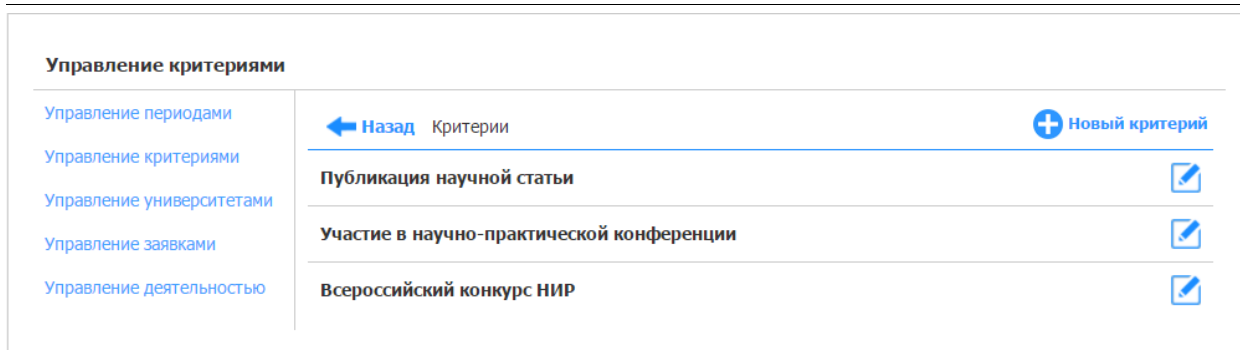 Управление критериями
Управление периодами
Управление критериями
Управление университетами
Управление заявками
Управление деятельностью
Назад Критерии Новый критерий
Публикация научной статьи
Участие в научно-практической конференции
Всероссийский конкурс НИР